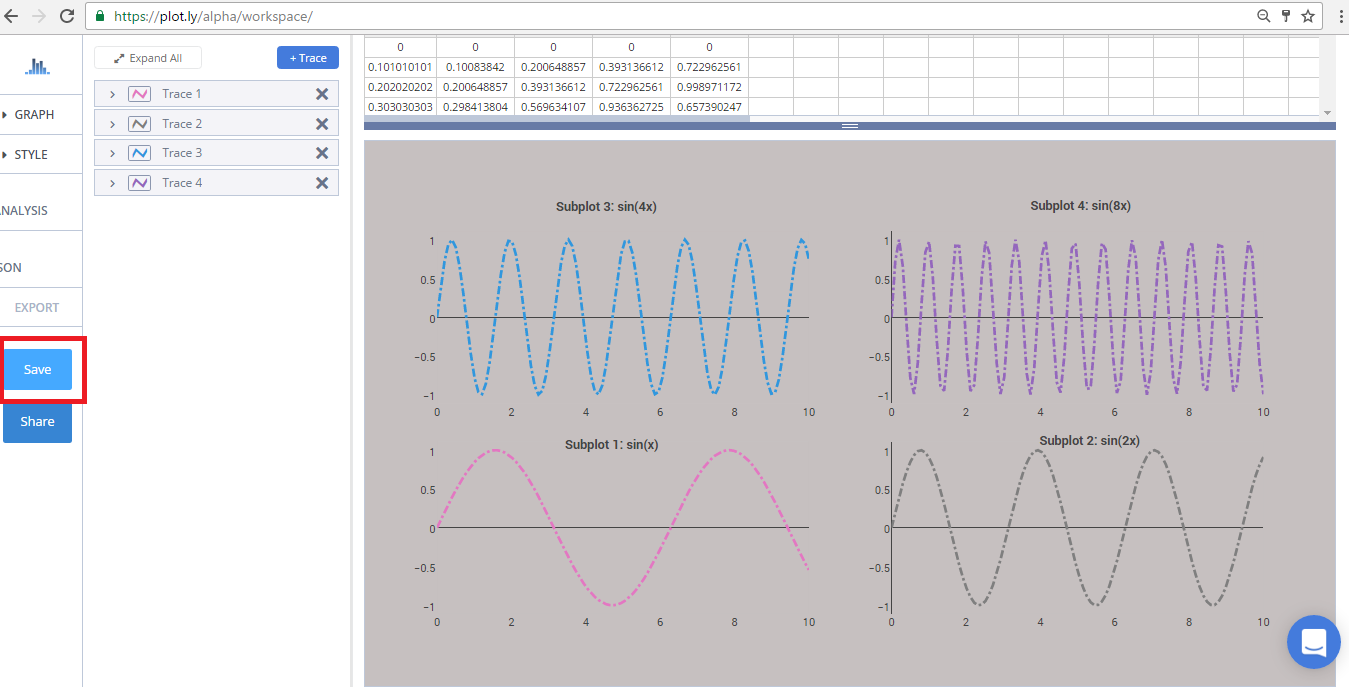 https://plot.ly/alpha/workspace/
GRAPH
STYLE
NALYSIS
SON
EXPORT
Save
Share
Expand All
+ Trace
Trace 1
Trace 2
Trace 3
Trace 4
0 0 0 0 0
0.101010101 0.10083842 0.200648857 0.393136612 0.722962561
0.202020202 0.200648857 0.393136612 0.722962561 0.998971172
0.303030303 0.298413804 0.569634107 0.936362725 0.657390247
Subplot 3: sin(4x)
1
0.5
0
−0.5
−1
0 2 4 6 8 10
Subplot 4: sin(8x)
1
0.5
0
−0.5
−1
0 2 4 6 8 10
Subplot 1: sin(x)
1
0.5
0
−0.5
−1
0 2 4 6 8 10
Subplot 2: sin(2x)
1
0.5
0
−0.5
−1
0 2 4 6 8 10